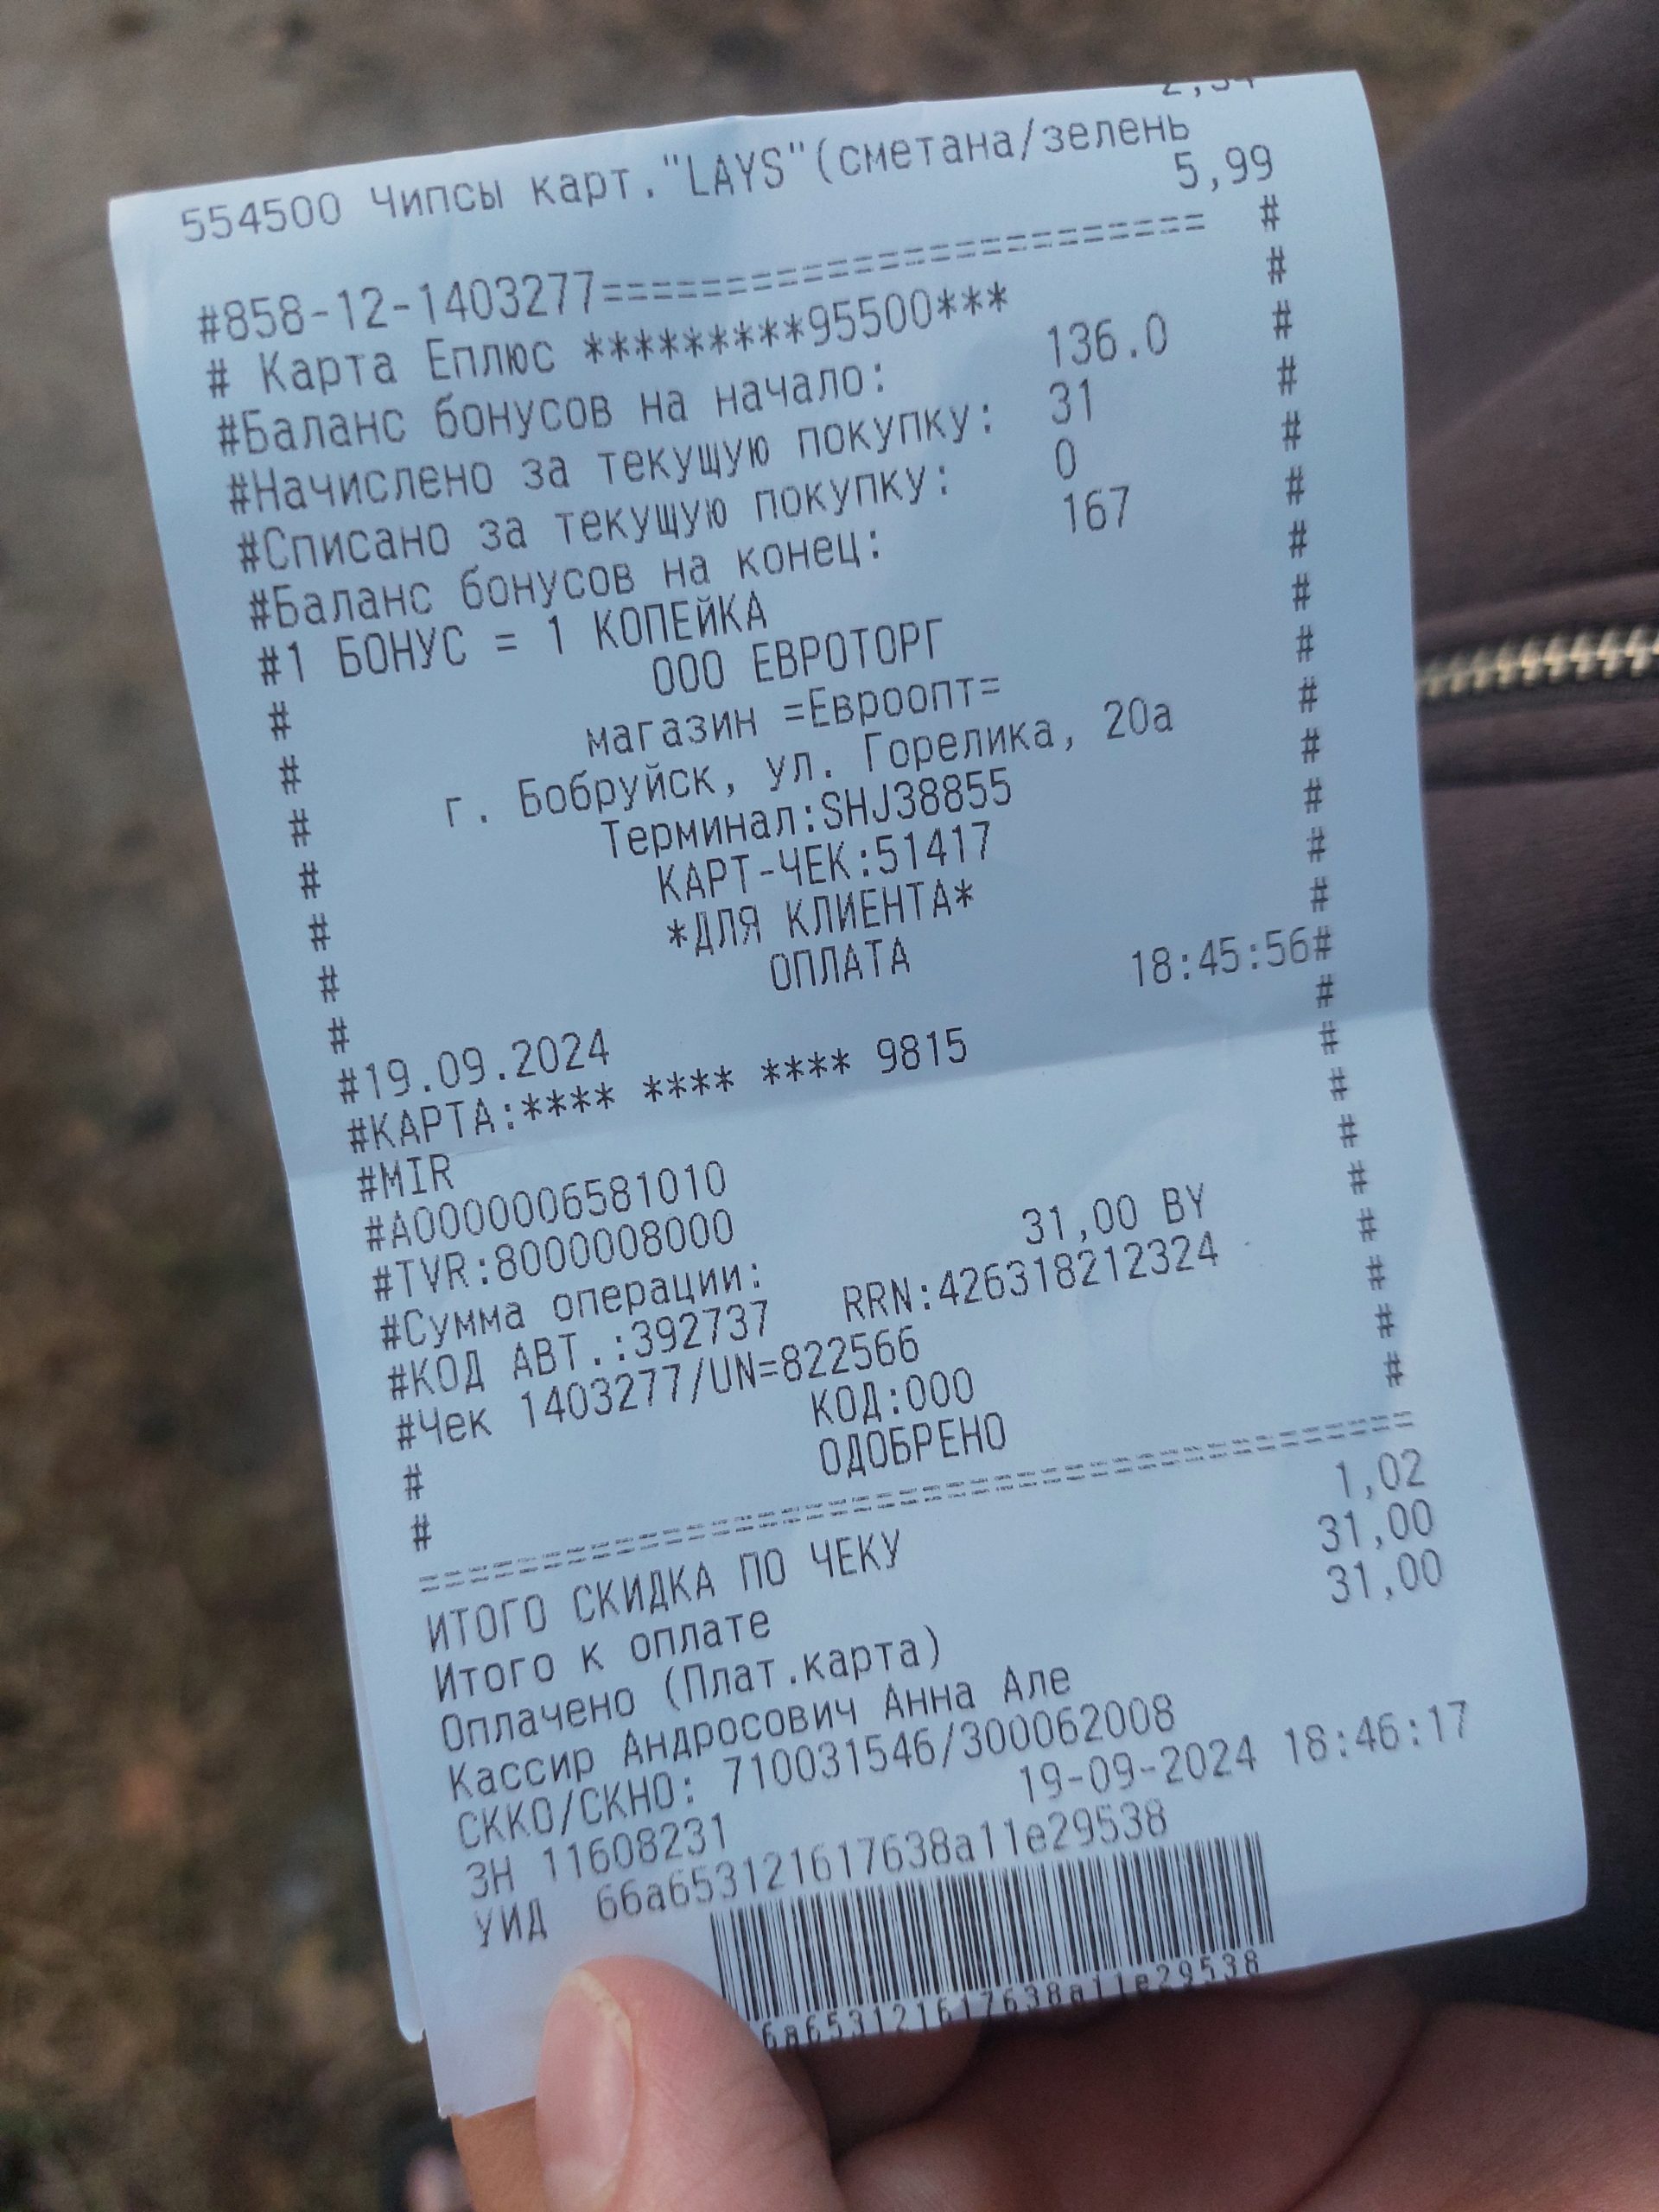 554500 Чипсы карт."LAYS"(сметана/зелень
5,99
#858-12-1403277========================= #
# Карта Еплюс *********95500*** #
#Баланс бонусов на начало: 136.0 #
#Начислено за текущую покупку: 31 #
#Списано за текущую покупку: 0 #
#Баланс бонусов на конец: 167 #
#1 БОНУС = 1 КОПЕЙКА #
# ООО ЕВРОТОРГ #
# магазин =Евроопт= #
# г. Бобруйск, ул. Горелика, 20а #
# Терминал:SHJ38855 #
# КАРТ-ЧЕК:51417 #
# *ДЛЯ КЛИЕНТА* #
# ОПЛАТА #
#19.09.2024 18:45:56#
#КАРТА:**** **** **** 9815 #
#MIR #
#A0000006581010 #
#TVR:8000008000 #
#Сумма операции: 31,00 BY #
#КОД АВТ.:392737 RRN:426318212324 #
#Чек 1403277/UN=822566 #
# КОД:000 #
# ОДОБРЕНО #
========================================
ИТОГО СКИДКА ПО ЧЕКУ 1,02
Итого к оплате 31,00
Оплачено (Плат.карта) 31,00
Кассир Андросович Анна Але
СККО/СКНО: 710031546/300062008
ЗН 11608231 19-09-2024 18:46:17
УИД 66a653121617638a11e29538
6a653121617638a11e29538